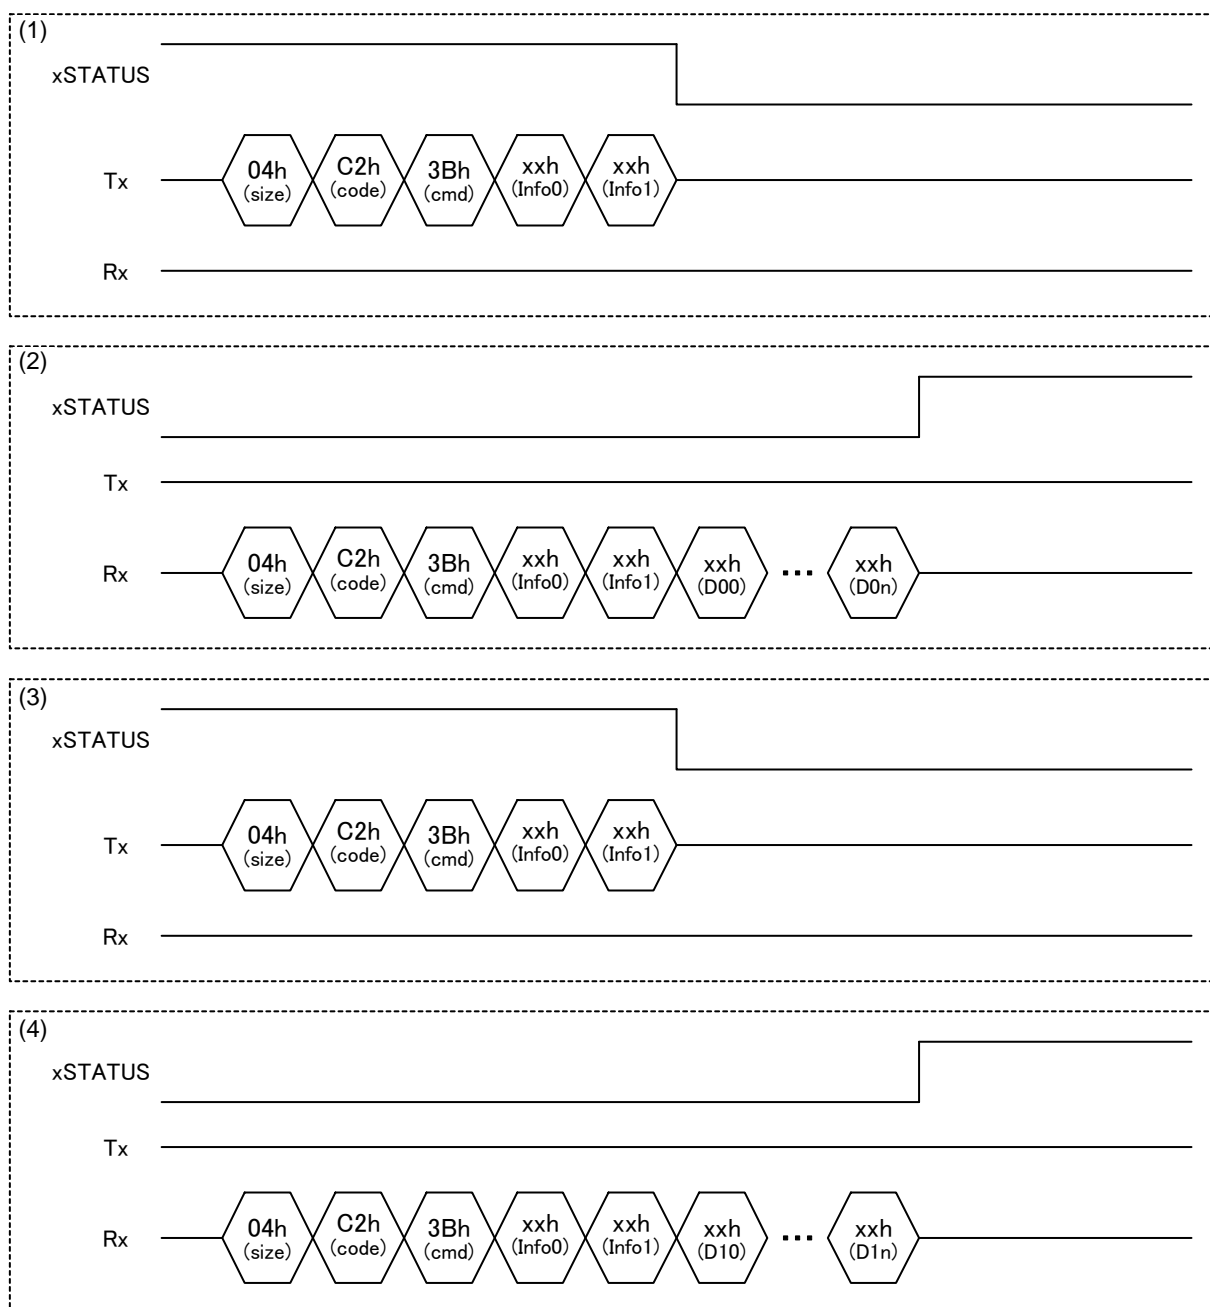 (1)
xSTATUS
Tx 04h C2h 3Bh xxh xxh
(size) (code) (cmd) (Info0) (Info1)
Rx
(2)
xSTATUS
Tx
Rx 04h C2h 3Bh xxh xxh xxh ··· xxh
(size) (code) (cmd) (Info0) (Info1) (D00) (D0n)
(3)
xSTATUS
Tx 04h C2h 3Bh xxh xxh
(size) (code) (cmd) (Info0) (Info1)
Rx
(4)
xSTATUS
Tx
Rx 04h C2h 3Bh xxh xxh xxh ··· xxh
(size) (code) (cmd) (Info0) (Info1) (D10) (D1n)